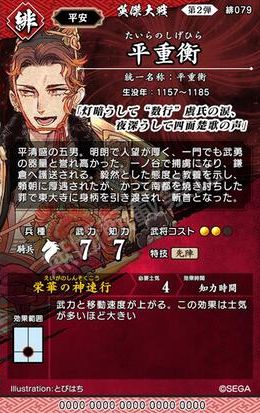 緋 平安 英傑大戦 第2弾 緋079
たいらのしげひら
平重衡
統一名称：平重衡
生没年：1157～1185
「灯暗うして“数行”虞氏の涙、
夜深うして四面楚歌の声」
平清盛の五男。明朗で人望が厚く、一門でも武勇
の器量と誉れ高かった。一ノ谷で捕虜になり、鎌
倉へ護送される。毅然とした態度と教養を示し、
頼朝に厚遇されたが、かつて南都を焼き討ちした
罪で東大寺に身柄を引き渡され、斬首となった。
兵種 武力 知力 武将コスト
騎兵 7 7 特技 先陣
えいがのしんそくこう 必要士気 効果時間
栄華の神速行 4 知力時間
効果範囲
武力と移動速度が上がる。この効果は士気
が多いほど大きい
Illustration:とびはち ©SEGA
0000-0000-0000-0000-0000